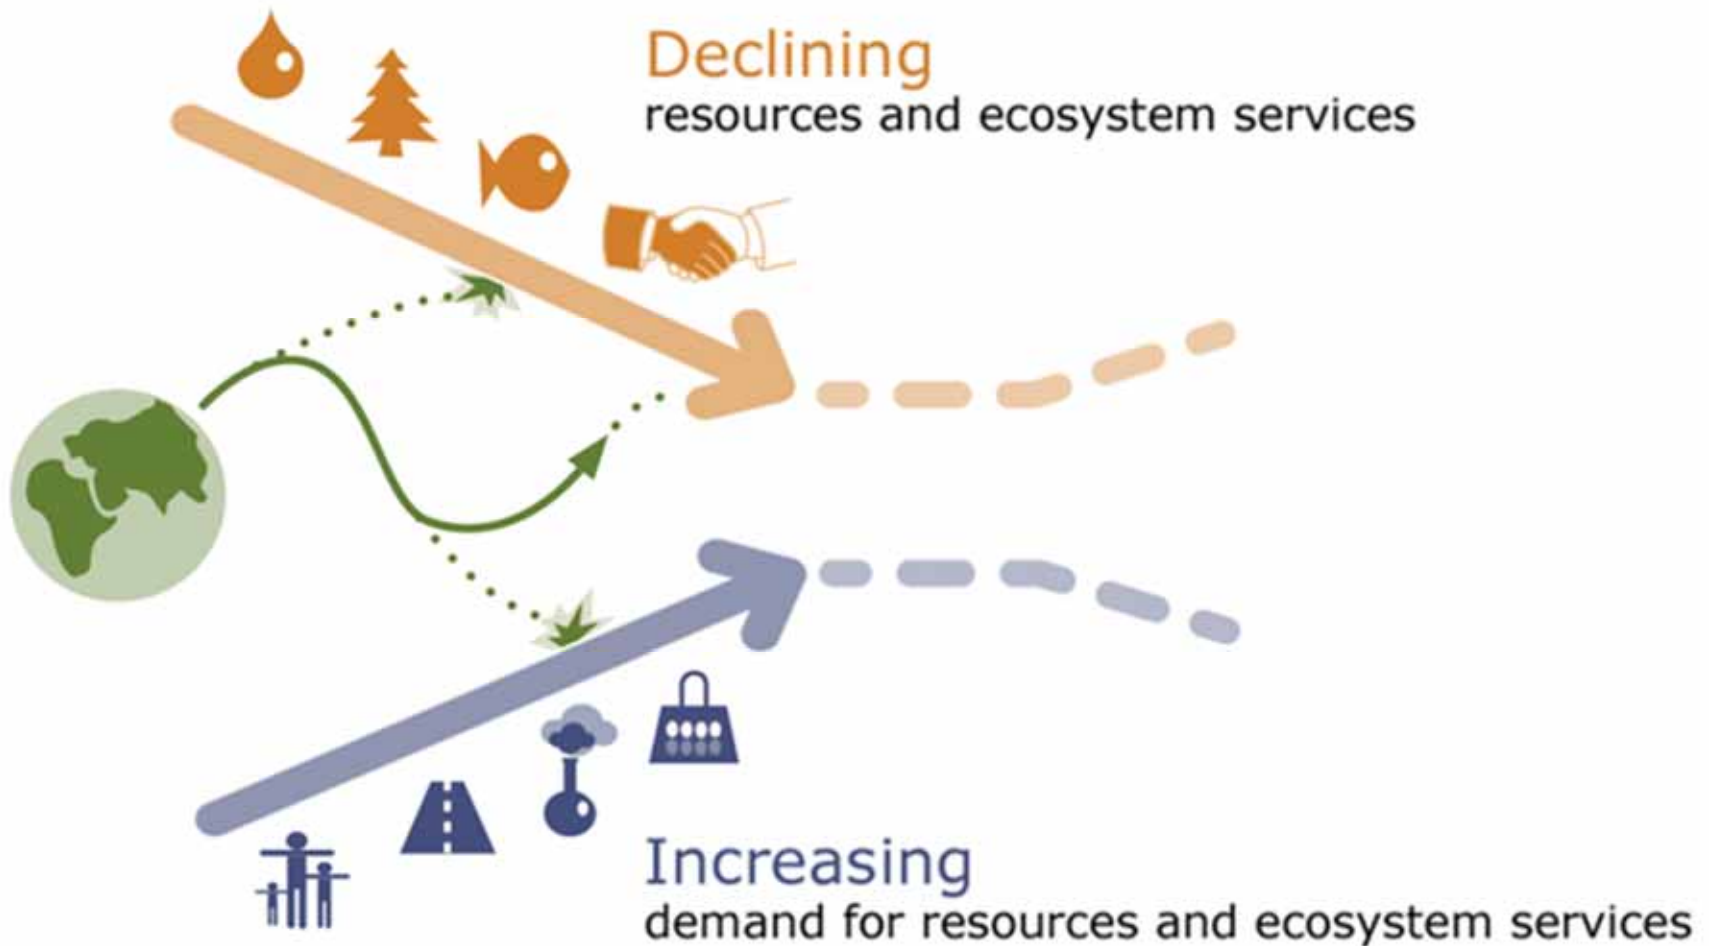 Declining
resources and ecosystem services
Increasing
demand for resources and ecosystem services